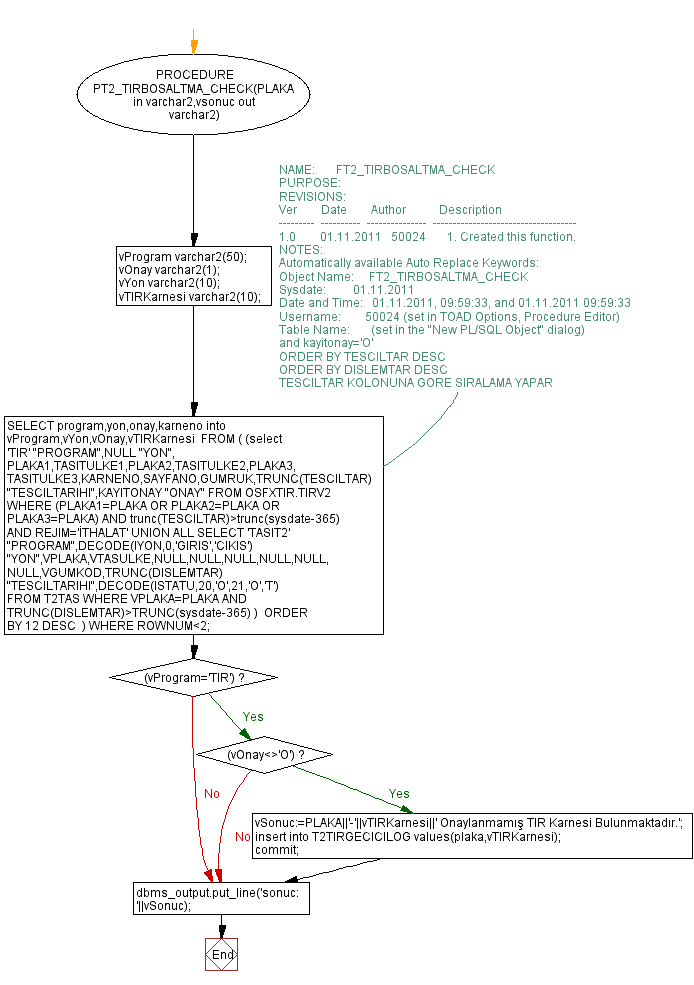 PROCEDURE
PT2_TIRBOSALTMA_CHECK(PLAKA
in varchar2,vsonuc out
varchar2)
NAME: FT2_TIRBOSALTMA_CHECK
PURPOSE:
REVISIONS:
Ver Date Author Description
--------- ---------- --------------- ------------------------------------
1.0 01.11.2011 50024 1. Created this function.
NOTES:
Automatically available Auto Replace Keywords:
Object Name: FT2_TIRBOSALTMA_CHECK
Sysdate: 01.11.2011
Date and Time: 01.11.2011, 09:59:33, and 01.11.2011 09:59:33
Username: 50024 (set in TOAD Options, Procedure Editor)
Table Name: (set in the "New PL/SQL Object" dialog)
and kayitonay='O'
ORDER BY TESCILTAR DESC
ORDER BY DISLEMTAR DESC
TESCILTAR KOLONUNA GORE SIRALAMA YAPAR
vProgram varchar2(50);
vOnay varchar2(1);
vYon varchar2(10);
vTIRKarnesi varchar2(10);
SELECT program,yon,onay,karneno into
vProgram,vYon,vOnay,vTIRKarnesi FROM ( (select
'TIR' "PROGRAM",NULL "YON",
PLAKA1,TASITULKE1,PLAKA2,TASITULKE2,PLAKA3,
TASITULKE3,KARNENO,SAYFANO,GUMRUK,TRUNC(TESCILTAR)
"TESCILTARIHI",KAYITONAY "ONAY" FROM OSFXTIR.TIRV2
WHERE (PLAKA1=PLAKA OR PLAKA2=PLAKA OR
PLAKA3=PLAKA) AND trunc(TESCILTAR)>trunc(sysdate-365)
AND REJIM='İTHALAT' UNION ALL SELECT 'TASIT2'
"PROGRAM",DECODE(IYON,0,'GIRIS','CIKIS')
"YON",VPLAKA,VTASULKE,NULL,NULL,NULL,NULL,NULL,
NULL,VGUMKOD,TRUNC(DISLEMTAR)
"TESCILTARIHI",DECODE(ISTATU,20,'O',21,'O','T')
FROM T2TAS WHERE VPLAKA=PLAKA AND
TRUNC(DISLEMTAR)>TRUNC(sysdate-365) ) ORDER
BY 12 DESC ) WHERE ROWNUM<2;
(vProgram='TIR') ?
Yes
(vOnay<>'O') ?
No
Yes
vSonuc:=PLAKA||'-'||vTIRKarnesi||' Onaylanmamış TIR Karnesi Bulunmaktadır.';
insert into T2TIRGECICILOG values(plaka,vTIRKarnesi);
commit;
No
dbms_output.put_line('sonuc:
'||vSonuc);
End